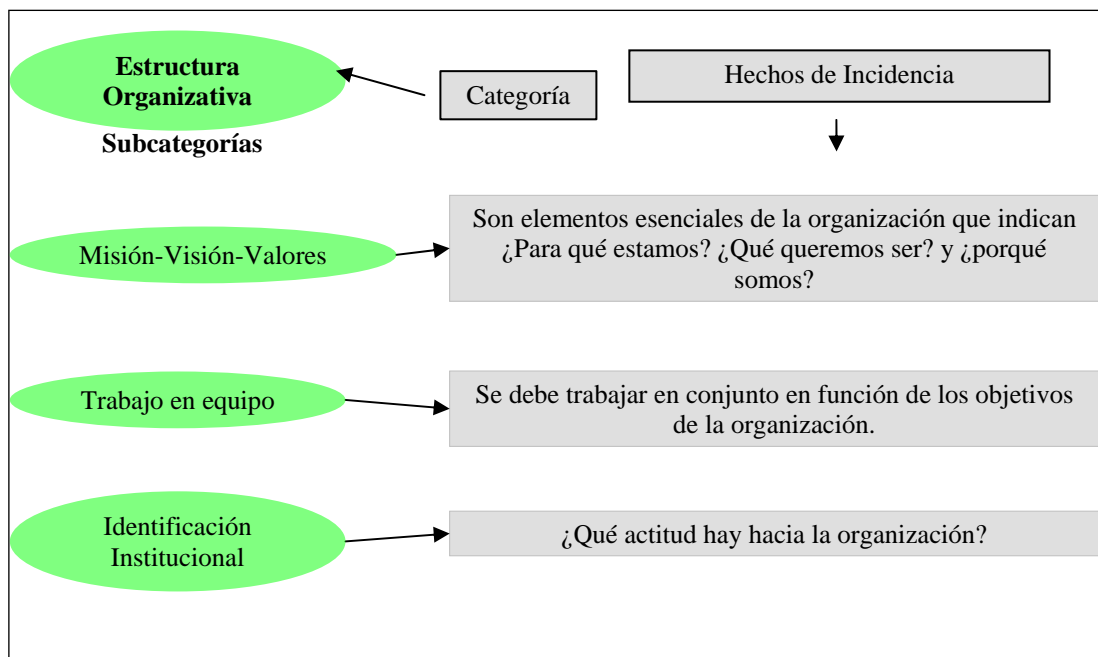 Estructura
Organizativa
Categoría
Hechos de Incidencia
Subcategorías
Misión-Visión-Valores
Son elementos esenciales de la organización que indican
¿Para qué estamos? ¿Qué queremos ser? y ¿porqué
somos?
Trabajo en equipo
Se debe trabajar en conjunto en función de los objetivos
de la organización.
Identificación
Institucional
¿Qué actitud hay hacia la organización?